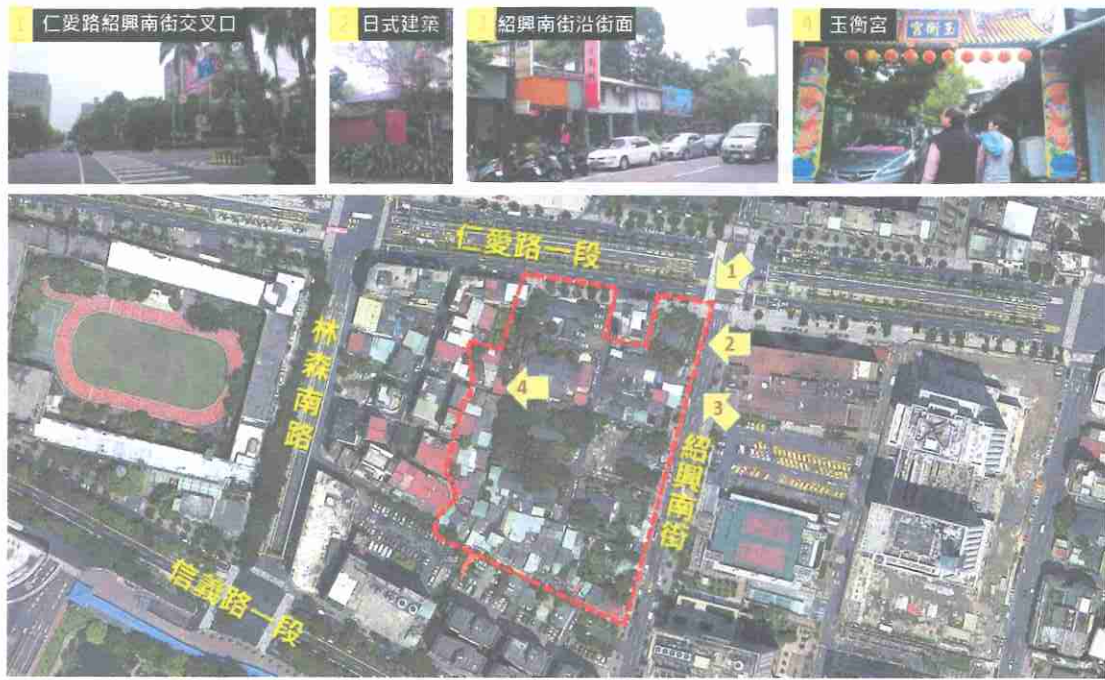 1 仁愛路紹興南街交叉口
2 日式建築
3 紹興南街沿街面
4 玉衡宮
宮衡玉
仁愛路一段
1
2
林森南路
4
3
紹興南街
信義路一段